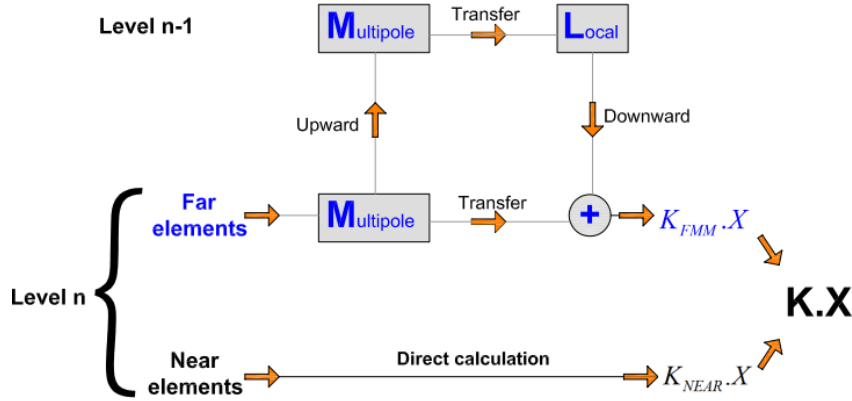 Level n-1
Multipole
Transfer
Local
Upward
Downward
Far
elements
Multipole
Transfer
+
K_FMM.X
Level n
K.X
Near
elements
Direct calculation
K_NEAR.X